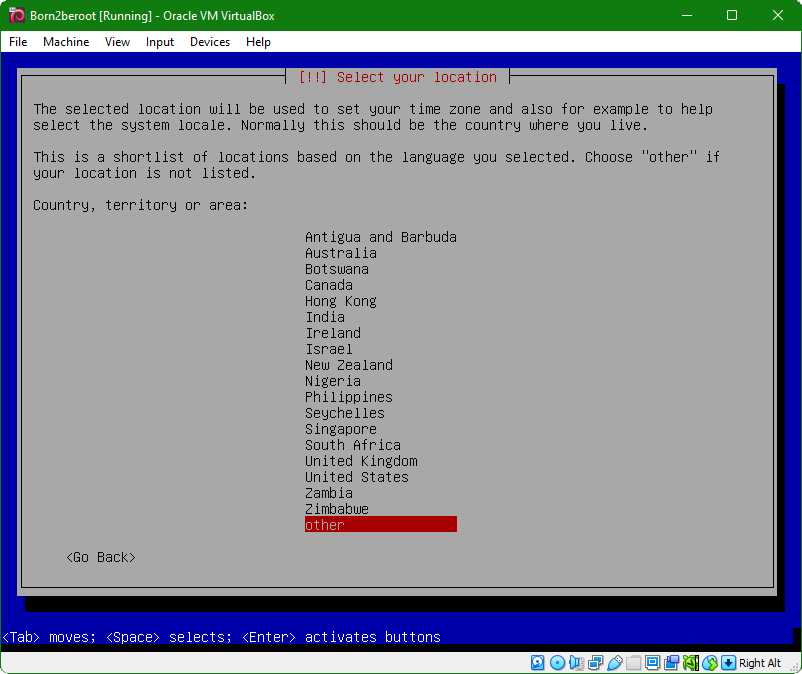 Born2beroot [Running] - Oracle VM VirtualBox
File Machine View Input Devices Help
[!!] Select your location
The selected location will be used to set your time zone and also for example to help
select the system locale. Normally this should be the country where you live.
This is a shortlist of locations based on the language you selected. Choose "other" if
your location is not listed.
Country, territory or area:
Antigua and Barbuda
Australia
Botswana
Canada
Hong Kong
India
Ireland
Israel
New Zealand
Nigeria
Philippines
Seychelles
Singapore
South Africa
United Kingdom
United States
Zambia
Zimbabwe
other
<Go Back>
<Tab> moves; <Space> selects; <Enter> activates buttons
Right Alt